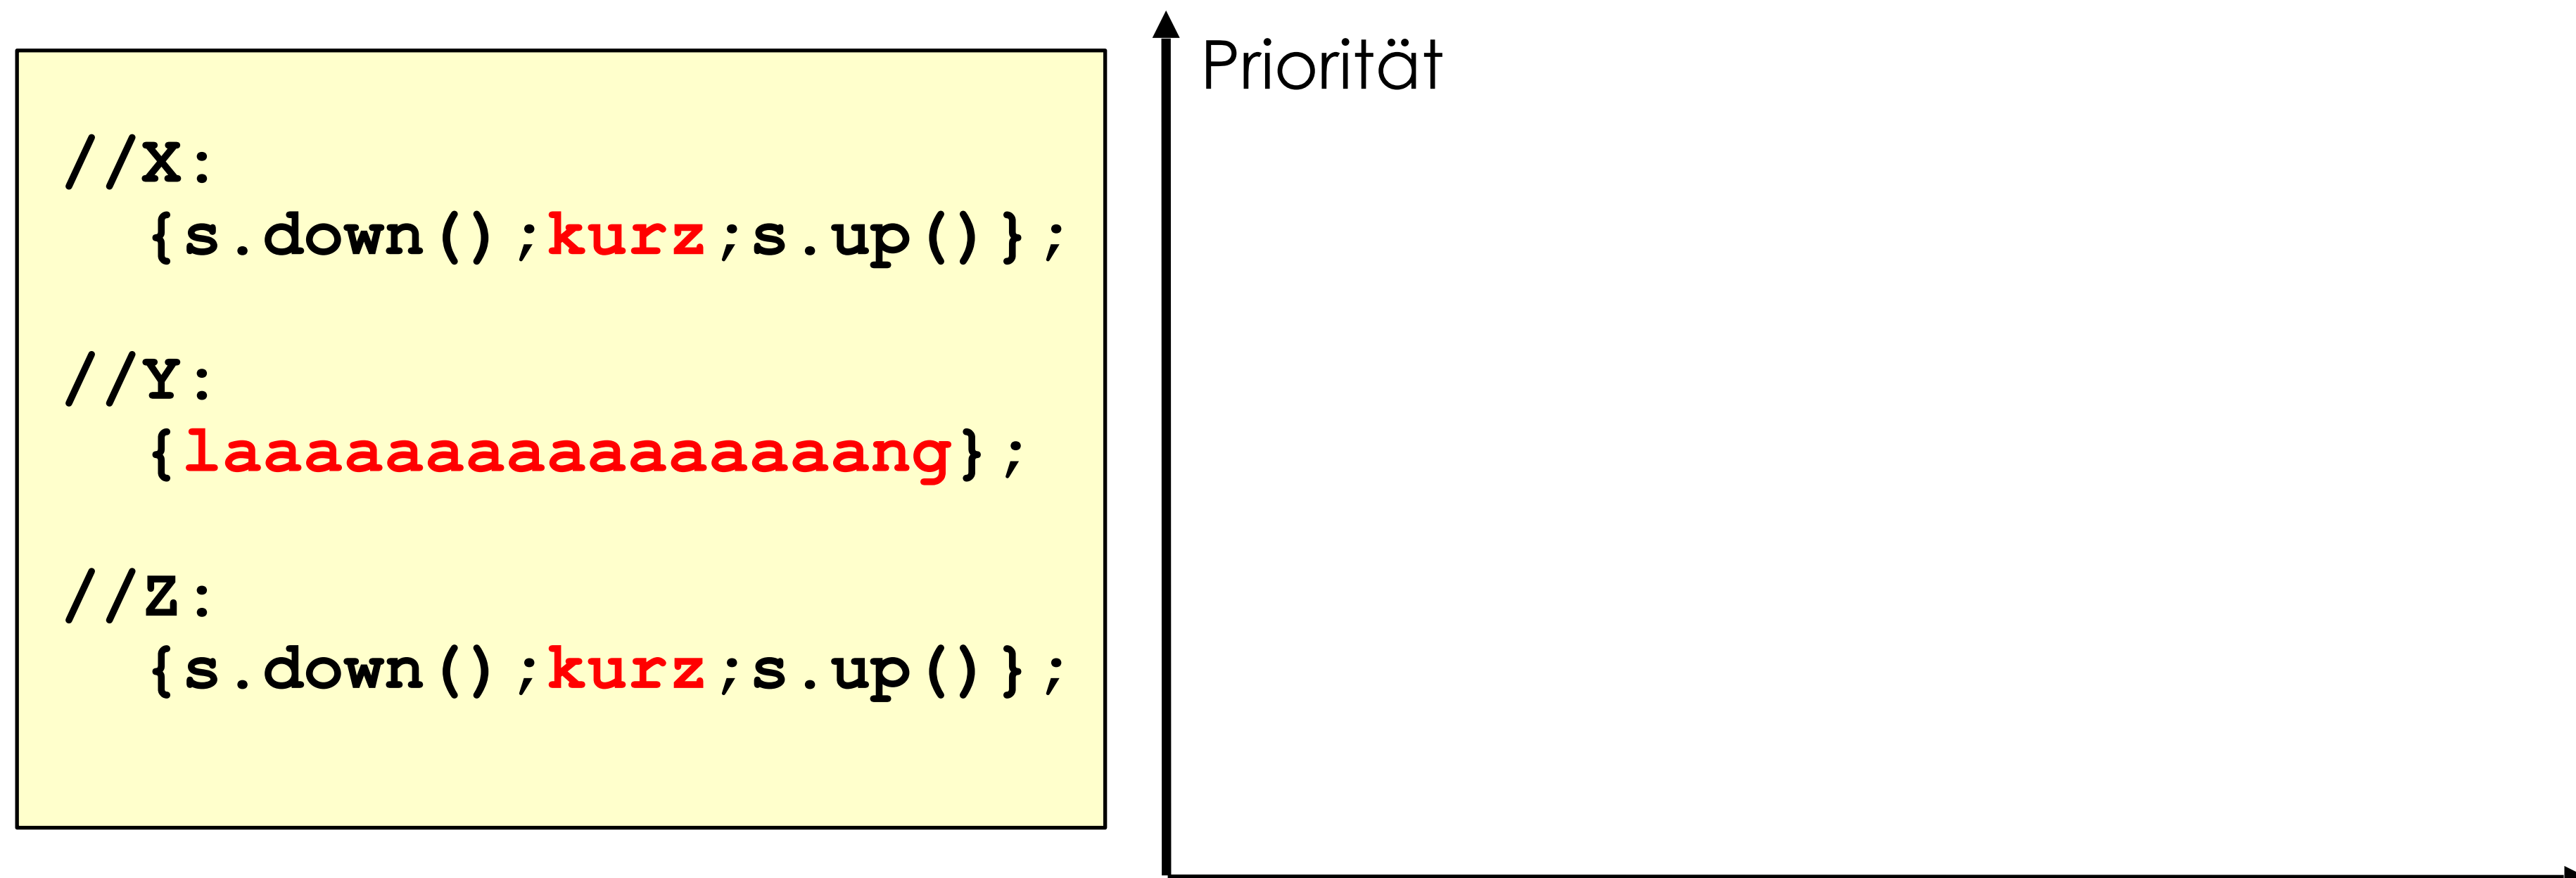 //X:
{s.down();kurz;s.up()};
//Y:
{laaaaaaaaaaaaaaaang};
//Z:
{s.down();kurz;s.up()};
Priorität